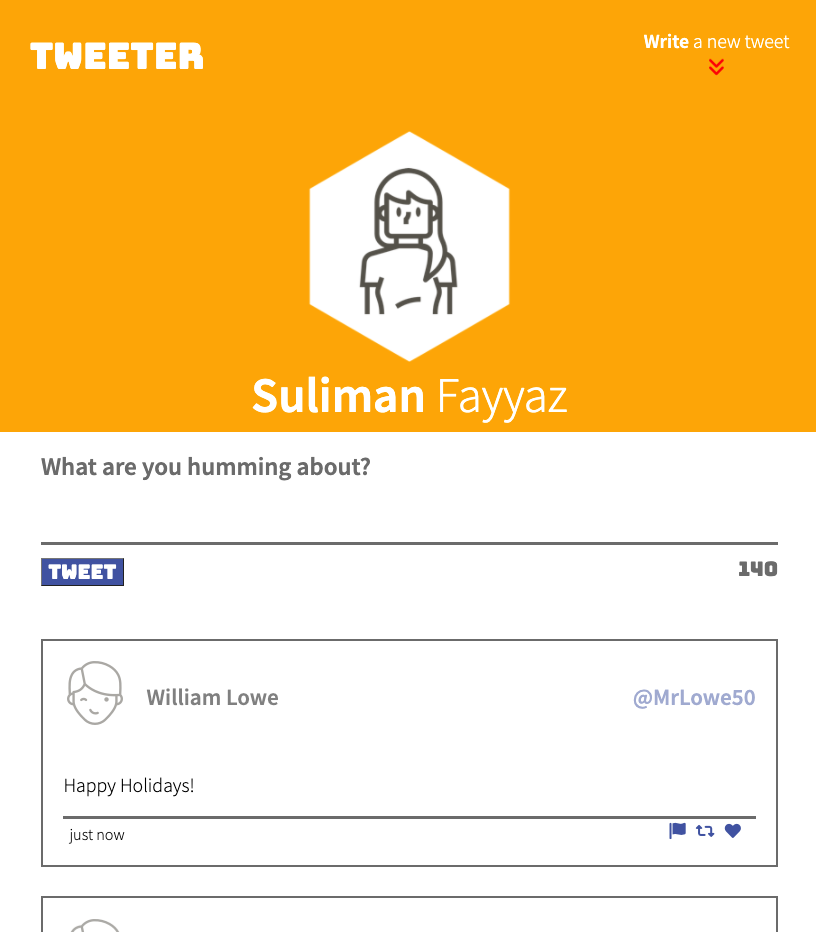 TWEETER
Write a new tweet
Suliman Fayyaz
What are you humming about?
TWEET
140
William Lowe
@MrLowe50
Happy Holidays!
just now